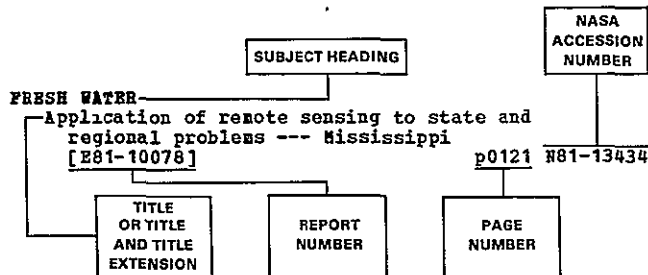 NASA
ACCESSION
NUMBER
SUBJECT HEADING
FRESH WATER
Application of remote sensing to state and
regional problems --- Mississippi
[E81-10078] p0121 N81-13434
TITLE
OR TITLE
AND TITLE
EXTENSION
REPORT
NUMBER
PAGE
NUMBER